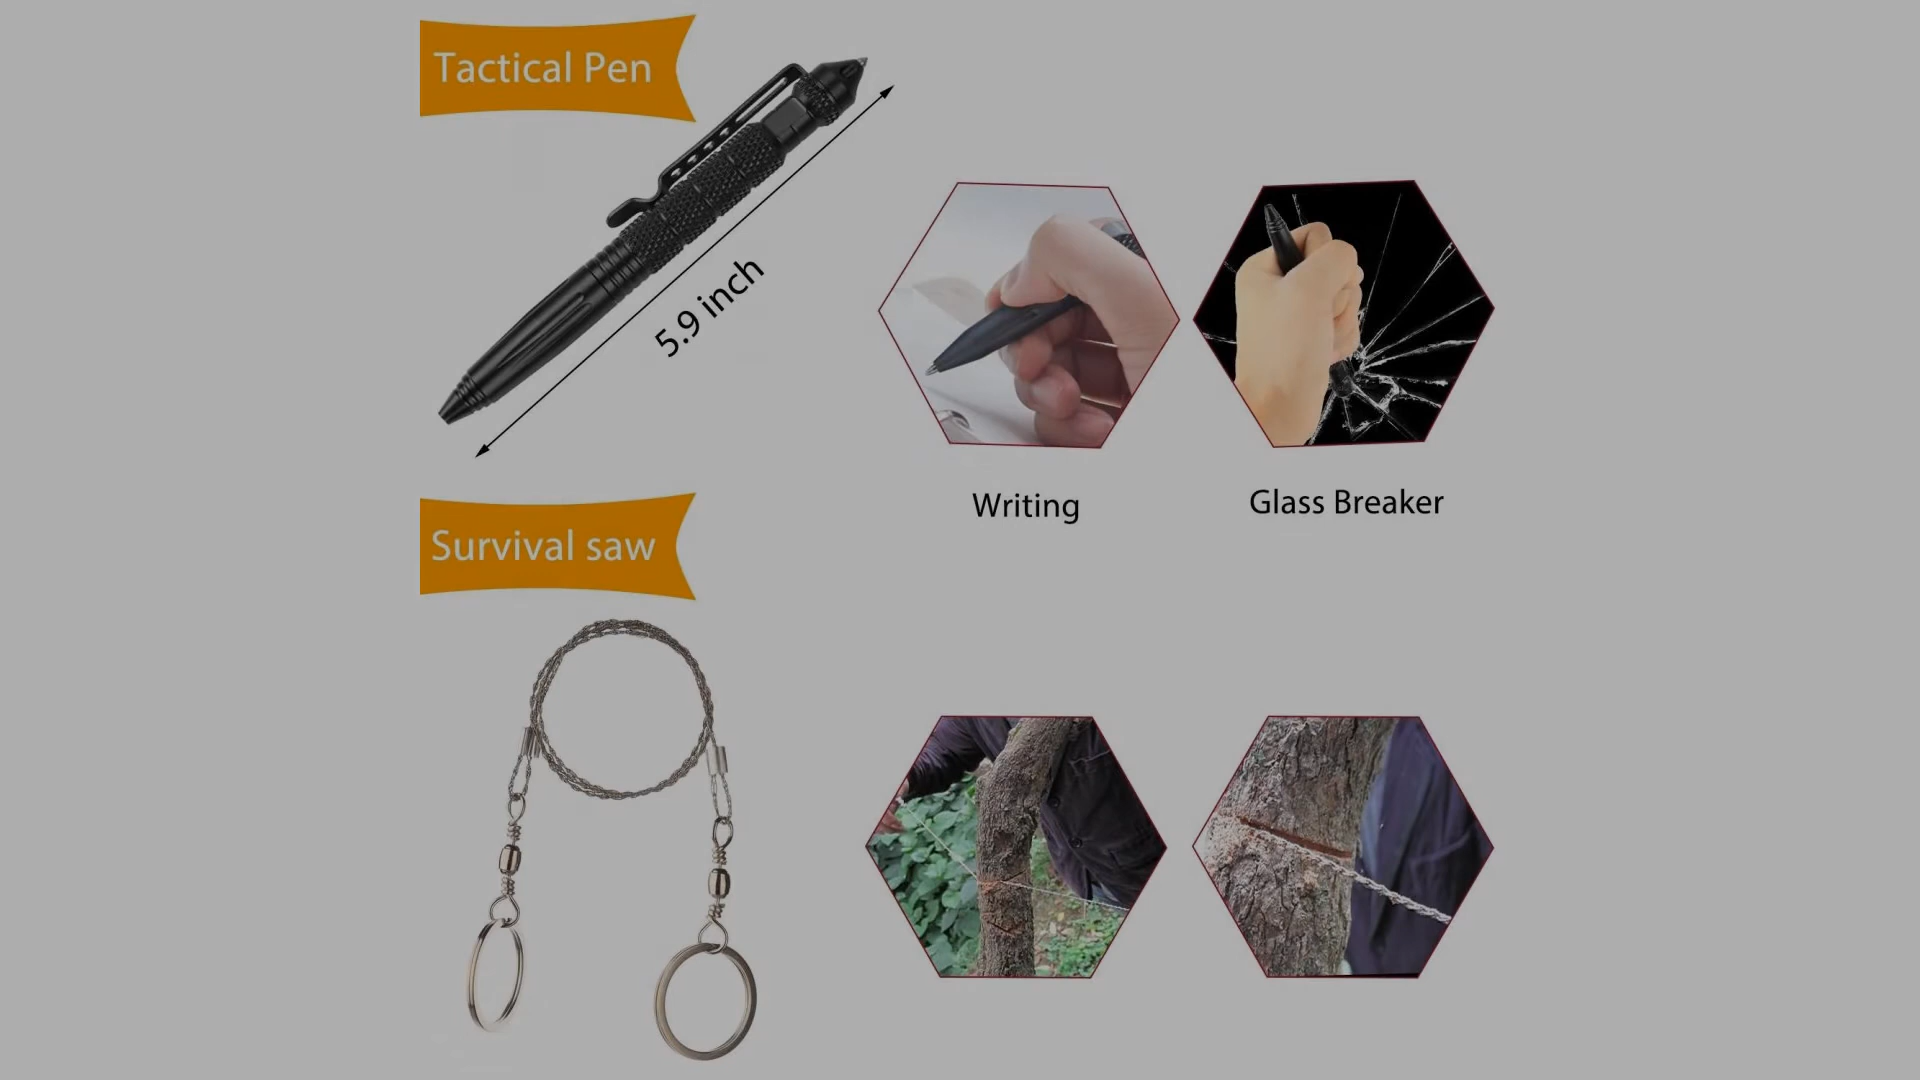 Tactical Pen
5.9 inch
Writing
Glass Breaker
Survival saw